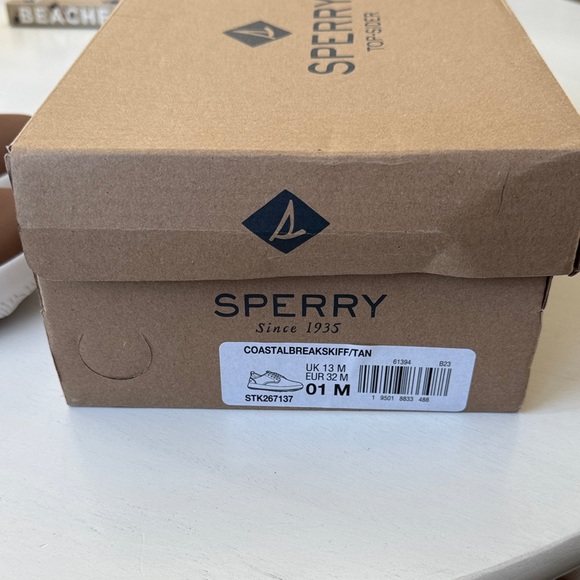 BEACHE
SPERRY
TOP-SIDER
SPERRY
Since 1935
COASTALBREAKSKIFF/TAN
61394 B23
UK 13 M
EUR 32 M
01 M
STK267137
1 9501 8833 486